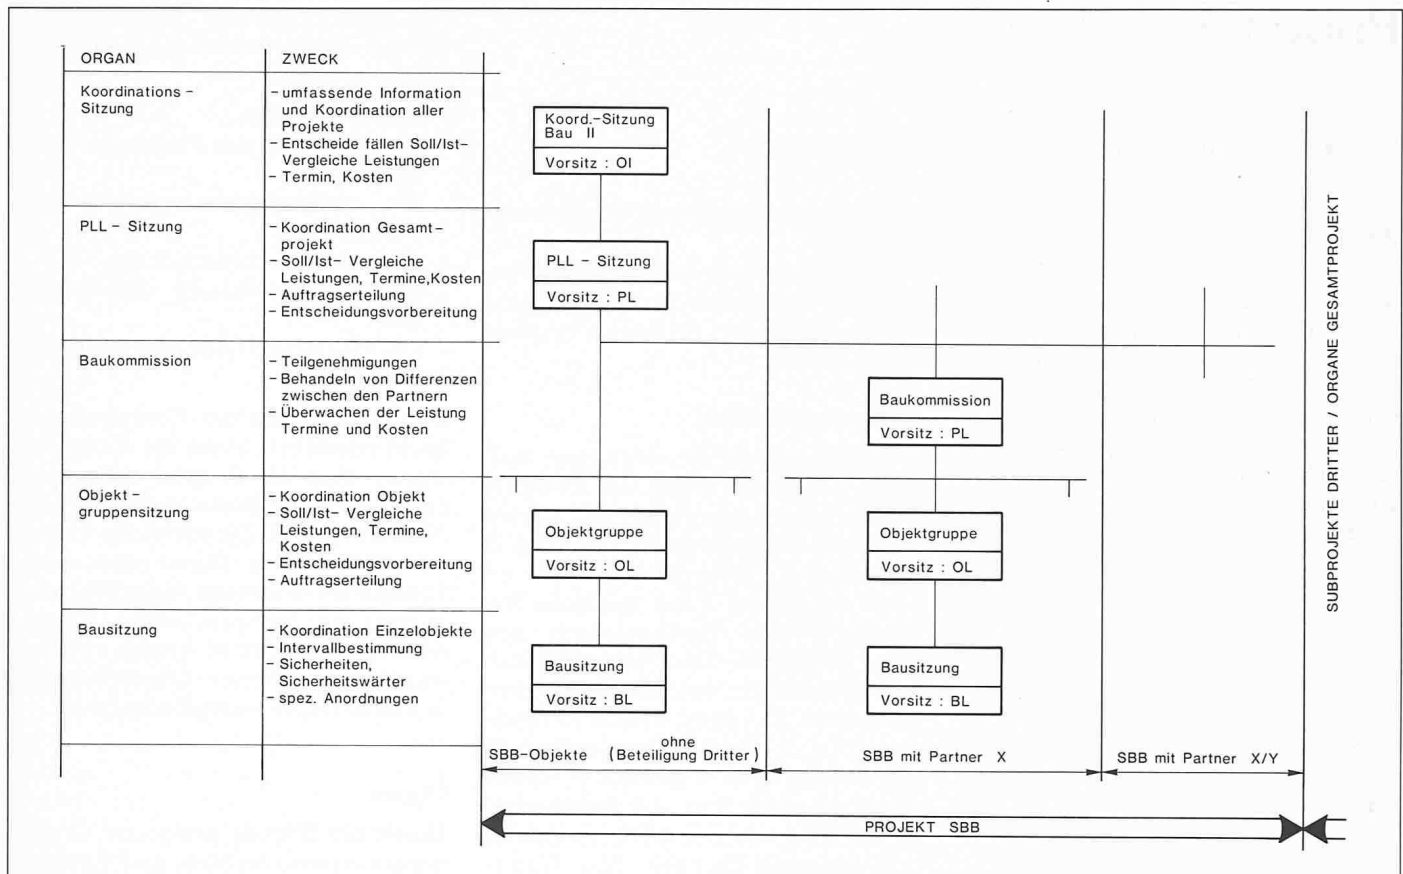 ORGAN
ZWECK
Koordinations-
Sitzung
- umfassende Information
und Koordination aller
Projekte
- Entscheide fällen Soll/Ist-
Vergleiche Leistungen
- Termin, Kosten
Koord.-Sitzung
Bau II
Vorsitz : OI
PLL - Sitzung
- Koordination Gesamt-
projekt
- Soll/Ist- Vergleiche
Leistungen, Termine,Kosten
- Auftragserteilung
- Entscheidungsvorbereitung
PLL - Sitzung
Vorsitz : PL
Baukommission
- Teilgenehmigungen
- Behandeln von Differenzen
zwischen den Partnern
- Überwachen der Leistung
Termine und Kosten
Baukommission
Vorsitz : PL
Objekt-
gruppensitzung
- Koordination Objekt
- Soll/Ist- Vergleiche
Leistungen, Termine,
Kosten
- Entscheidungsvorbereitung
- Auftragserteilung
Objektgruppe
Vorsitz : OL
Objektgruppe
Vorsitz : OL
Bausitzung
- Koordination Einzelobjekte
- Intervallbestimmung
- Sicherheiten,
Sicherheitswärter
- spez. Anordnungen
Bausitzung
Vorsitz : BL
Bausitzung
Vorsitz : BL
ohne
SBB-Objekte (Beteiligung Dritter)
SBB mit Partner X
SBB mit Partner X/Y
PROJEKT SBB
SUBPROJEKTE DRITTER / ORGANE GESAMTPROJEKT